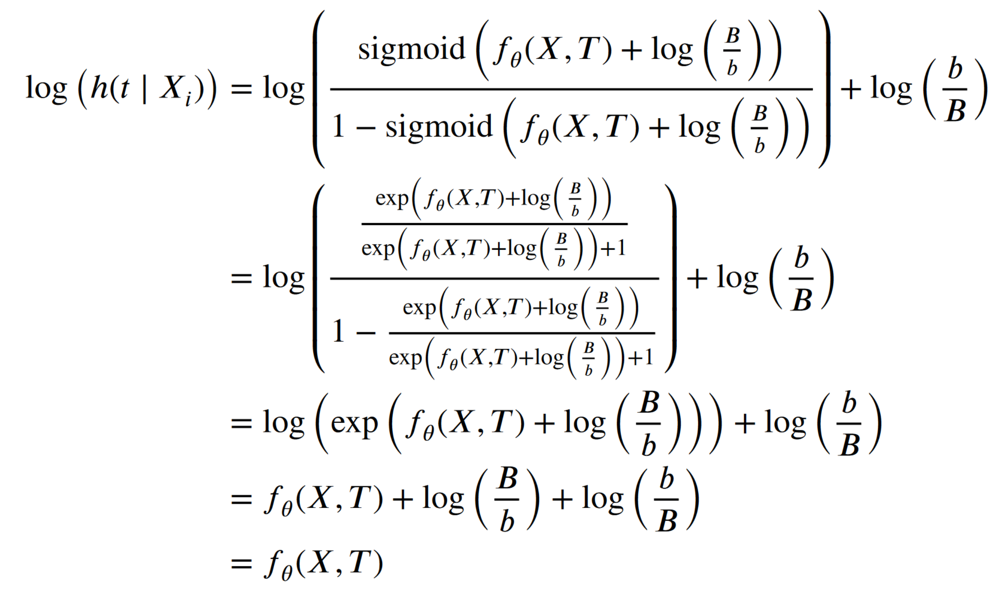 log (h(t | X_i)) = log ( sigmoid ( f_θ(X, T) + log ( B/b ) ) / 1 − sigmoid ( f_θ(X, T) + log ( B/b ) ) ) + log ( b/B )
= log ( exp( f_θ(X,T)+log( B/b ) ) / exp( f_θ(X,T)+log( B/b ) )+1 / 1 − exp( f_θ(X,T)+log( B/b ) ) / exp( f_θ(X,T)+log( B/b ) )+1 ) + log ( b/B )
= log ( exp ( f_θ(X, T) + log ( B/b ) ) ) + log ( b/B )
= f_θ(X, T) + log ( B/b ) + log ( b/B )
= f_θ(X, T)